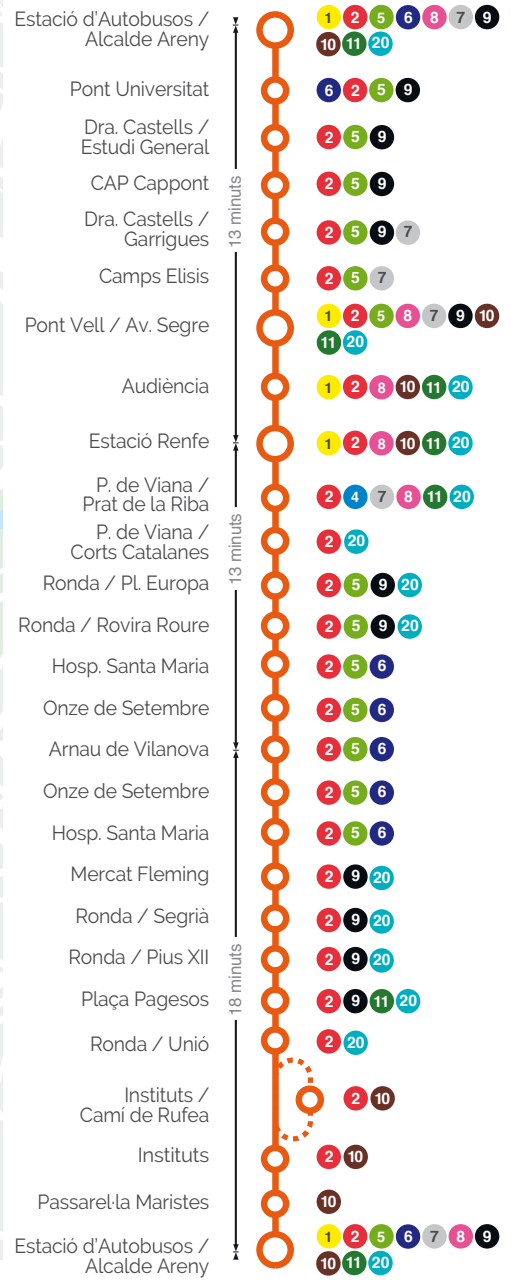 Estació d'Autobusos / 1 2 5 6 8 7 9
Alcalde Areny 10 11 20
Pont Universitat 6 2 5 9
Dra. Castells /
Estudi General 2 5 9
CAP Cappont 2 5 9
13 minuts
Dra. Castells /
Garrigues 2 5 9 7
Camps Elisis 2 5 7
Pont Vell / Av. Segre 1 2 5 8 7 9 10
11 20
Audiència 1 2 8 10 11 20
Estació Renfe 1 2 8 10 11 20
P. de Viana /
Prat de la Riba 2 4 7 8 11 20
P. de Viana /
Corts Catalanes 2 20
13 minuts
Ronda / Pl. Europa 2 5 9 20
Ronda / Rovira Roure 2 5 9 20
Hosp. Santa Maria 2 5 6
Onze de Setembre 2 5 6
Arnau de Vilanova 2 5 6
Onze de Setembre 2 5 6
Hosp. Santa Maria 2 5 6
Mercat Fleming 2 9 20
Ronda / Segrià 2 9 20
Ronda / Pius XII 2 9 20
18 minuts
Plaça Pagesos 2 9 11 20
Ronda / Unió 2 20
Instituts /
Camí de Rufea 2 10
Instituts 2 10
Passarel·la Maristes 10
Estació d'Autobusos / 1 2 5 6 7 8 9
Alcalde Areny 10 11 20